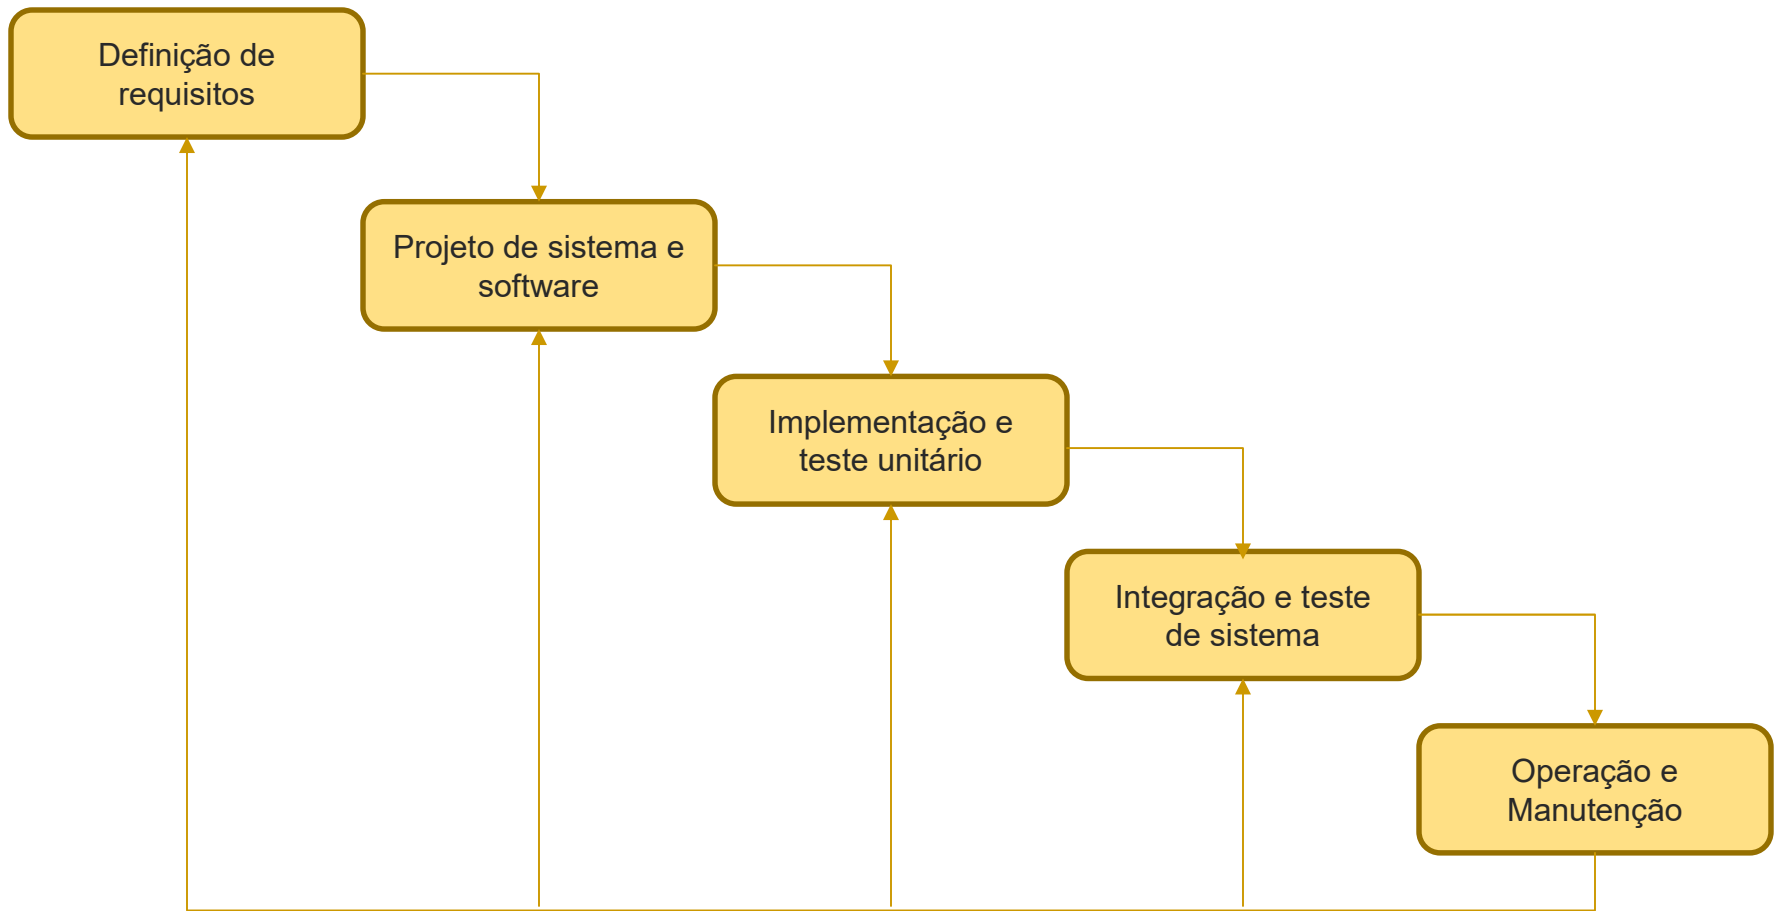 Definição de
requisitos
Projeto de sistema e
software
Implementação e
teste unitário
Integração e teste
de sistema
Operação e
Manutenção